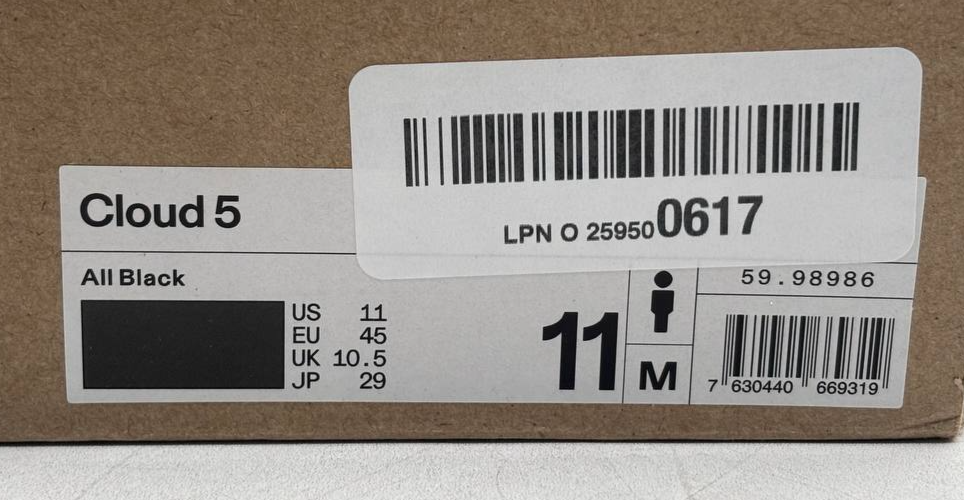 LPN O 259500617
Cloud 5
All Black
US 11
EU 45
UK 10.5
JP 29
11
M
59.98986
7 630440 669319